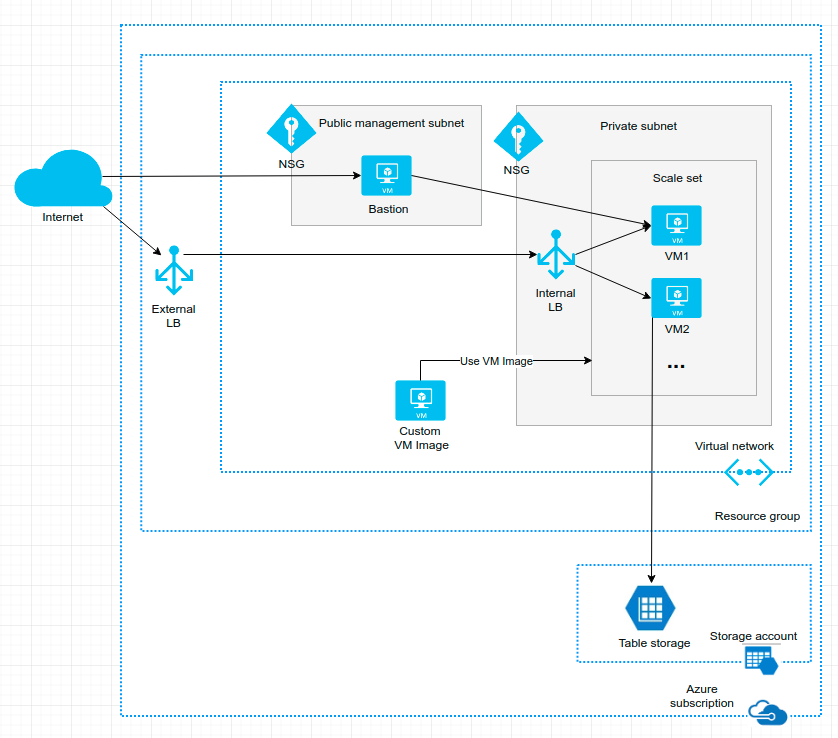 Public management subnet
NSG
VM
Bastion
Private subnet
NSG
Scale set
VM
VM1
VM
VM2
...
Internet
External
LB
Internal
LB
Use VM Image
VM
Custom
VM Image
Virtual network
Resource group
Table storage
Storage account
Azure
subscription